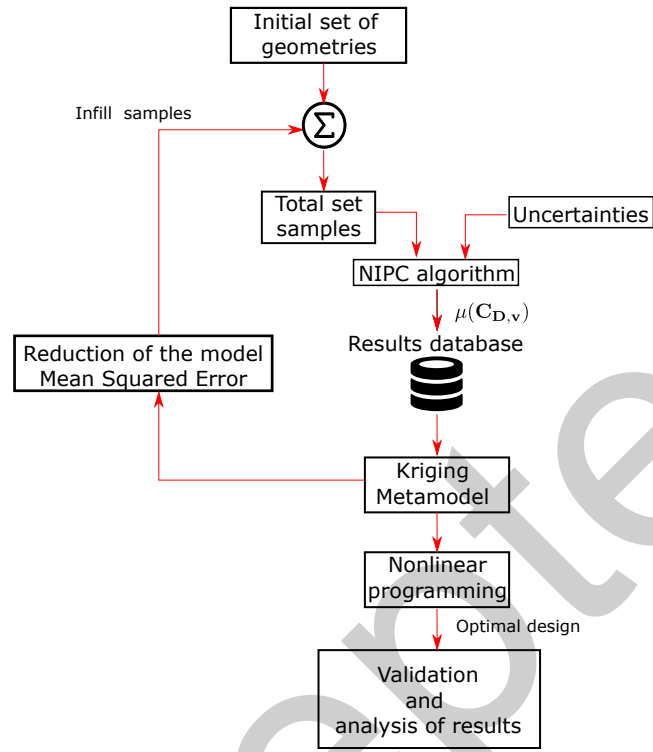 Initial set of
geometries
Infill samples
Σ
Total set
samples
Uncertainties
NIPC algorithm
μ(C_D,v)
Results database
Reduction of the model
Mean Squared Error
Kriging
Metamodel
Nonlinear
programming
Optimal design
Validation
and
analysis of results